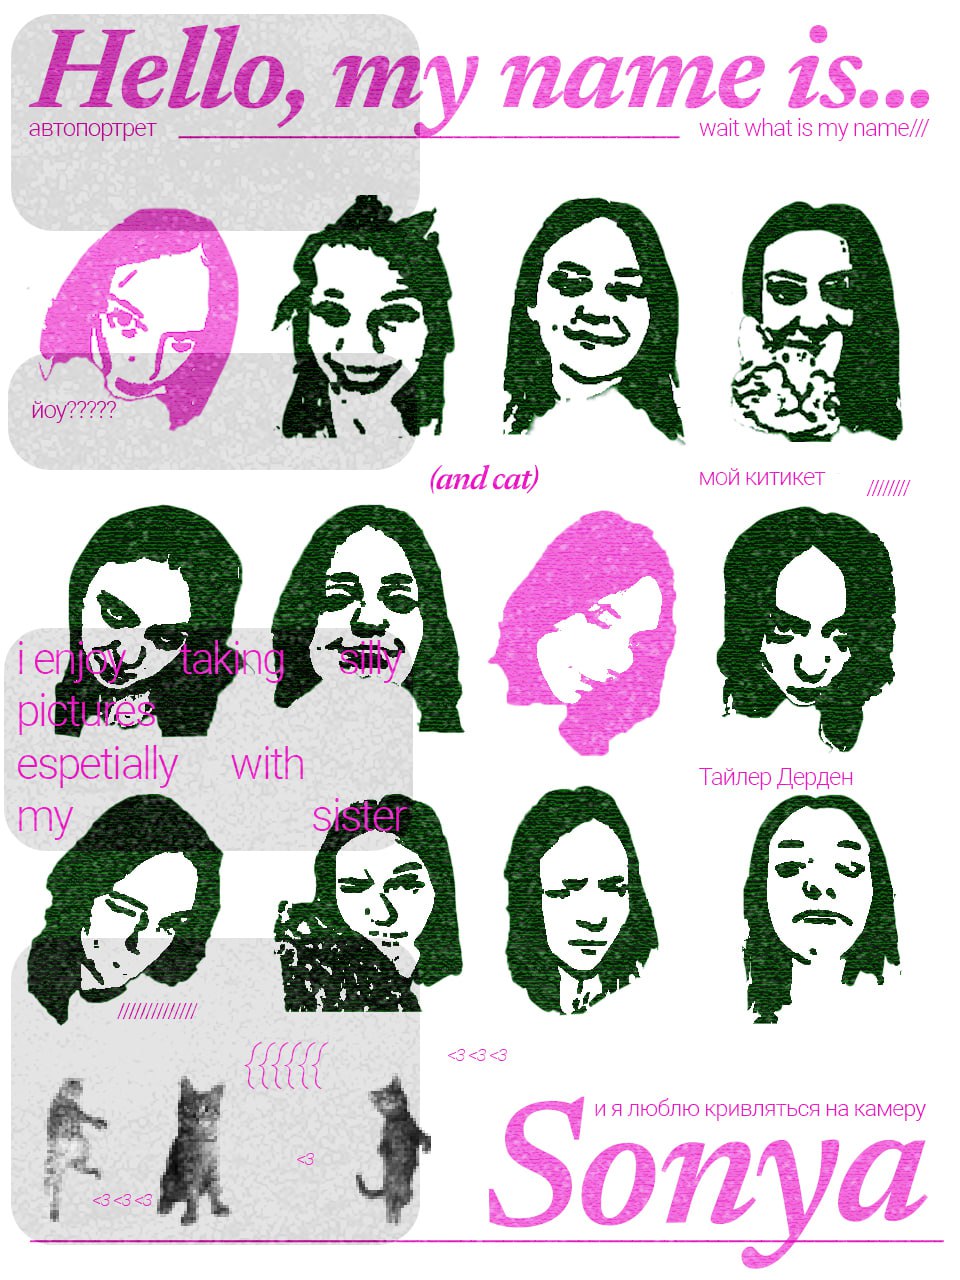 Hello, my name is...
автопортрет
wait what is my name///
йоу?????
(and cat)
мой китикет
////////
i enjoy taking silly
pictures
espetially with
my sister
Тайлер Дерден
//////////////
{{{{{{
<3 <3 <3
и я люблю кривляться на камеру
<3
<3 <3 <3
Sonya